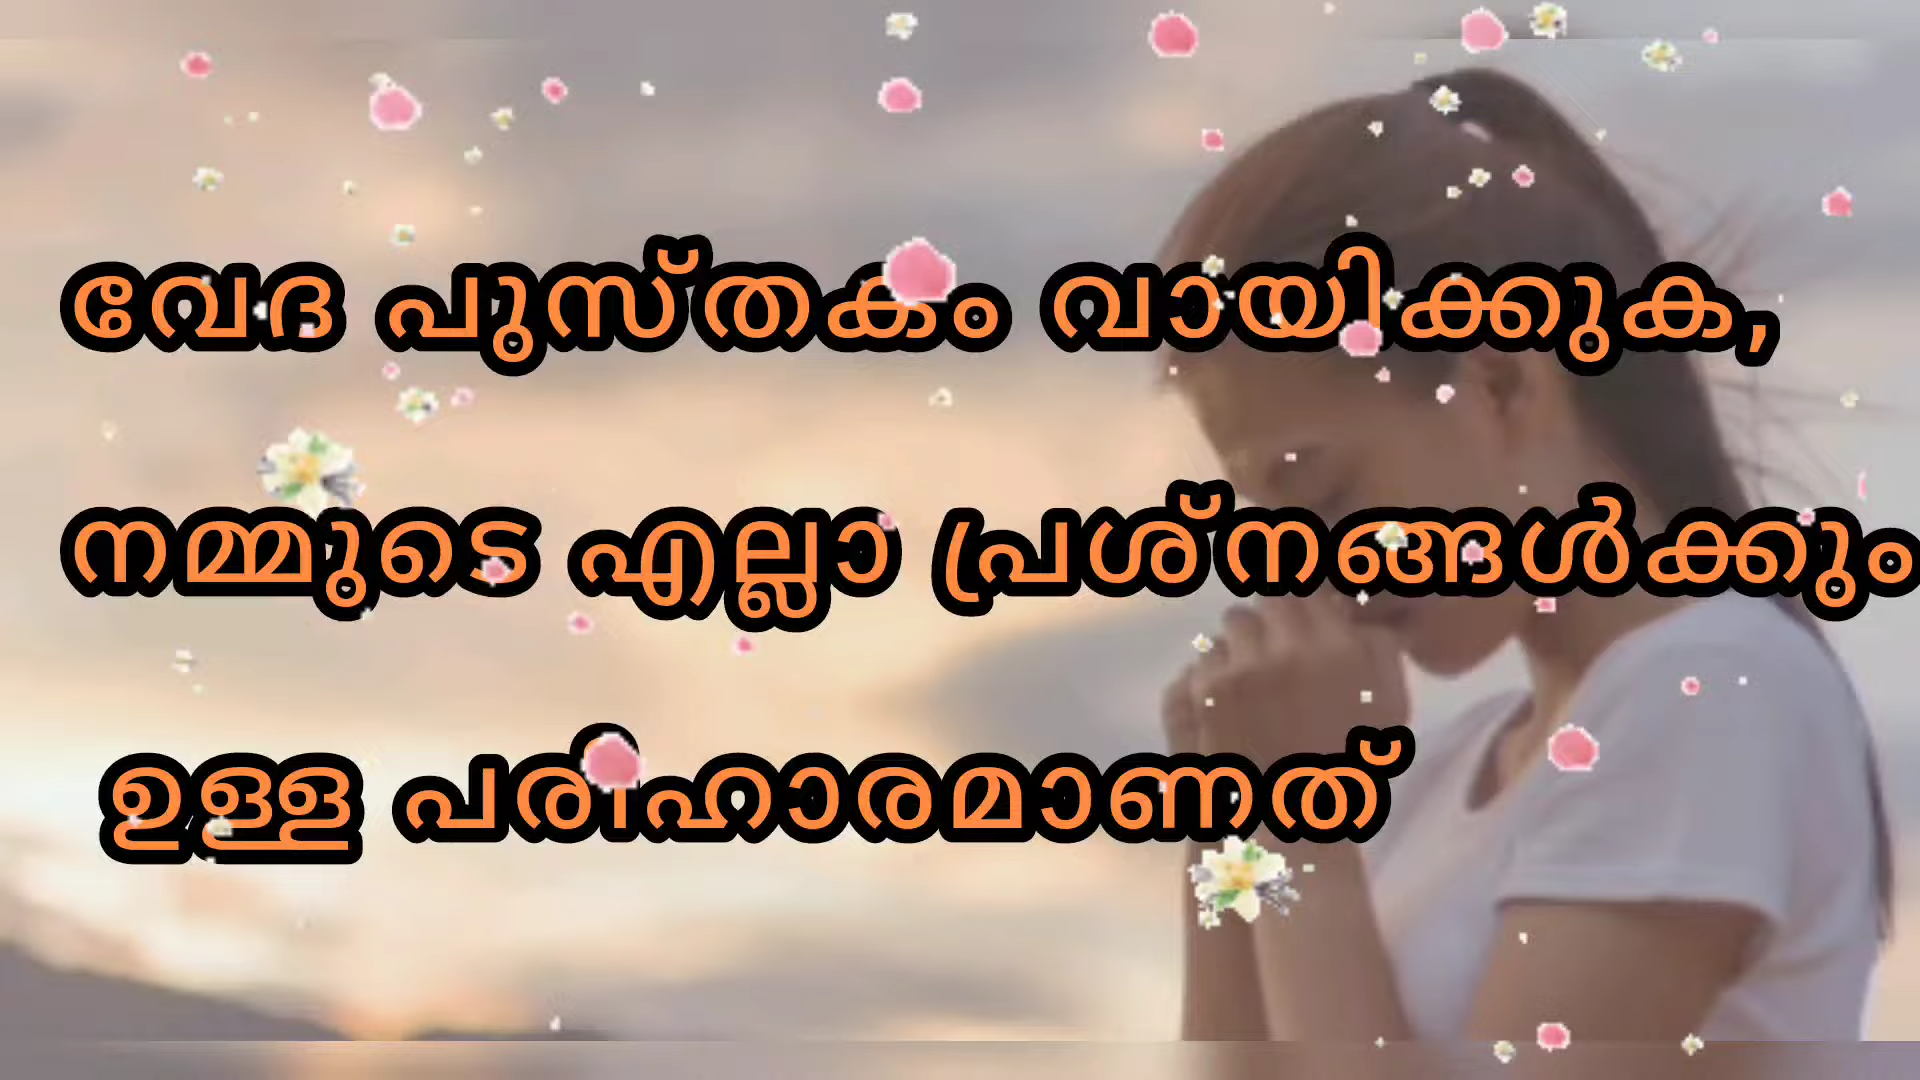 വേദ പുസ്തകം വായിക്കുക,
നമ്മുടെ എല്ലാ പ്രശ്നങ്ങൾക്കും
ഉള്ള പരിഹാരമാണത്